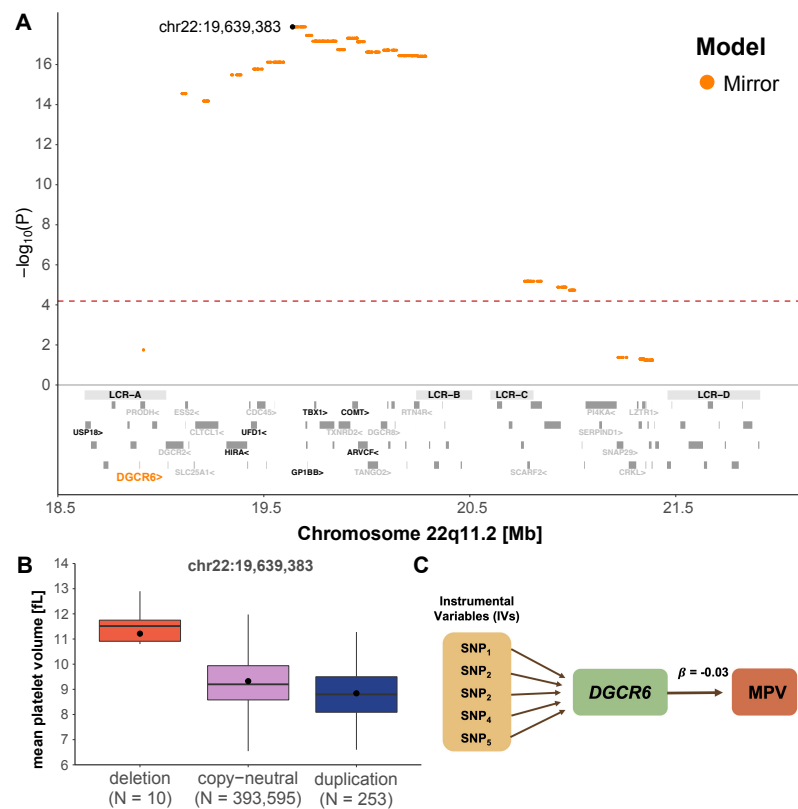 A
chr22:19,639,383
Model
Mirror
−log10(P)
16
14
12
10
8
6
4
2
0
LCR−A
LCR−B
LCR−C
LCR−D
PRODH> ESS2> CDC45> TBX1> COMT> RTN4R< PI4KA< LZTR1>
USP18> CLTCL1< UFD1< TXNRD2< DGCR8> SERPIND1>
DGCR2< HIRA< ARVCF< SNAP29>
DGCR6> SLC25A1< GP1BB> TANGO2> SCARF2< CRKL>
18.5 19.5 20.5 21.5
Chromosome 22q11.2 [Mb]
B
chr22:19,639,383
mean platelet volume [fL]
14
13
12
11
10
9
8
7
6
deletion copy−neutral duplication
(N = 10) (N = 393,595) (N = 253)
C
Instrumental
Variables (IVs)
SNP1
SNP2
SNP2
SNP4
SNP5
DGCR6
β = -0.03
MPV